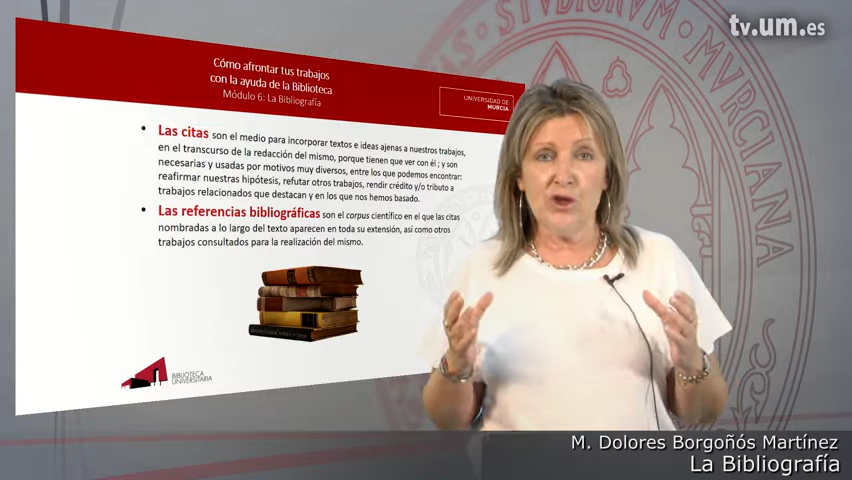 tv.um.es
STVDIORVM
MVRCIANA
Cómo afrontar tus trabajos
con la ayuda de la Biblioteca
Módulo 6: La Bibliografía
UNIVERSIDAD DE
MURCIA
• Las citas son el medio para incorporar textos e ideas ajenas a nuestros trabajos,
en el transcurso de la redacción del mismo, porque tienen que ver con él ; y son
necesarias y usadas por motivos muy diversos, entre los que podemos encontrar:
reafirmar nuestras hipótesis, refutar otros trabajos, rendir crédito y/o tributo a
trabajos relacionados que destacan y en los que nos hemos basado.
• Las referencias bibliográficas son el corpus científico en el que las citas
nombradas a lo largo del texto aparecen en toda su extensión, así como otros
trabajos consultados para la realización del mismo.
BIBLIOTECA
UNIVERSITARIA
M. Dolores Borgoñós Martínez
La Bibliografía